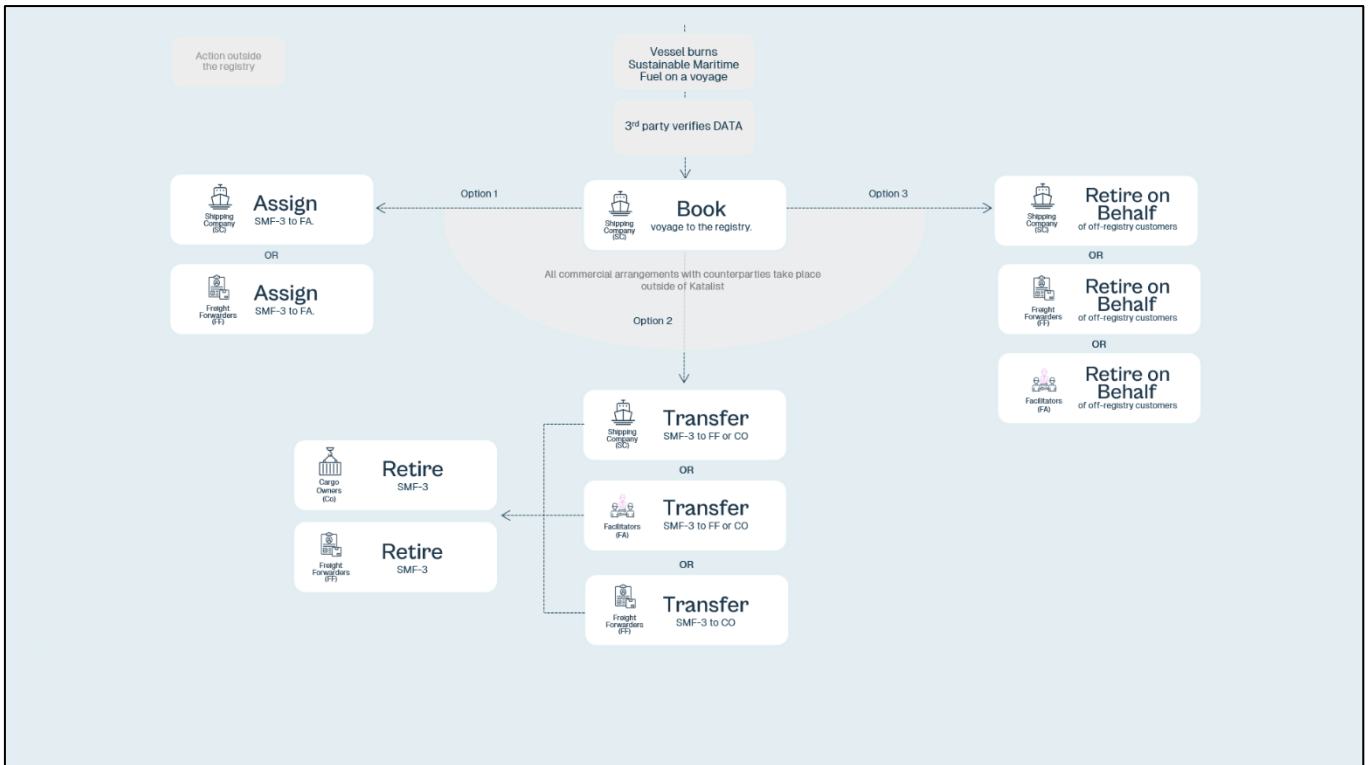 Action outside
the registry
Vessel burns
Sustainable Maritime
Fuel on a voyage
3rd party verifies DATA
Option 1
Option 3
Shipping
Company
(SC)
Assign
SMF-3 to FA.
OR
Freight
Forwarders
(FF)
Assign
SMF-3 to FA.
Shipping
Company
(SC)
Book
voyage to the registry.
All commercial arrangements with counterparties take place
outside of Katalist
Option 2
Shipping
Company
(SC)
Retire on
Behalf
of off-registry customers
OR
Freight
Forwarders
(FF)
Retire on
Behalf
of off-registry customers
OR
Facilitators
(FA)
Retire on
Behalf
of off-registry customers
Shipping
Company
(SC)
Transfer
SMF-3 to FF or CO
OR
Facilitators
(FA)
Transfer
SMF-3 to FF or CO
OR
Freight
Forwarders
(FF)
Transfer
SMF-3 to CO
Cargo
Owners
(Co)
Retire
SMF-3
Freight
Forwarders
(FF)
Retire
SMF-3